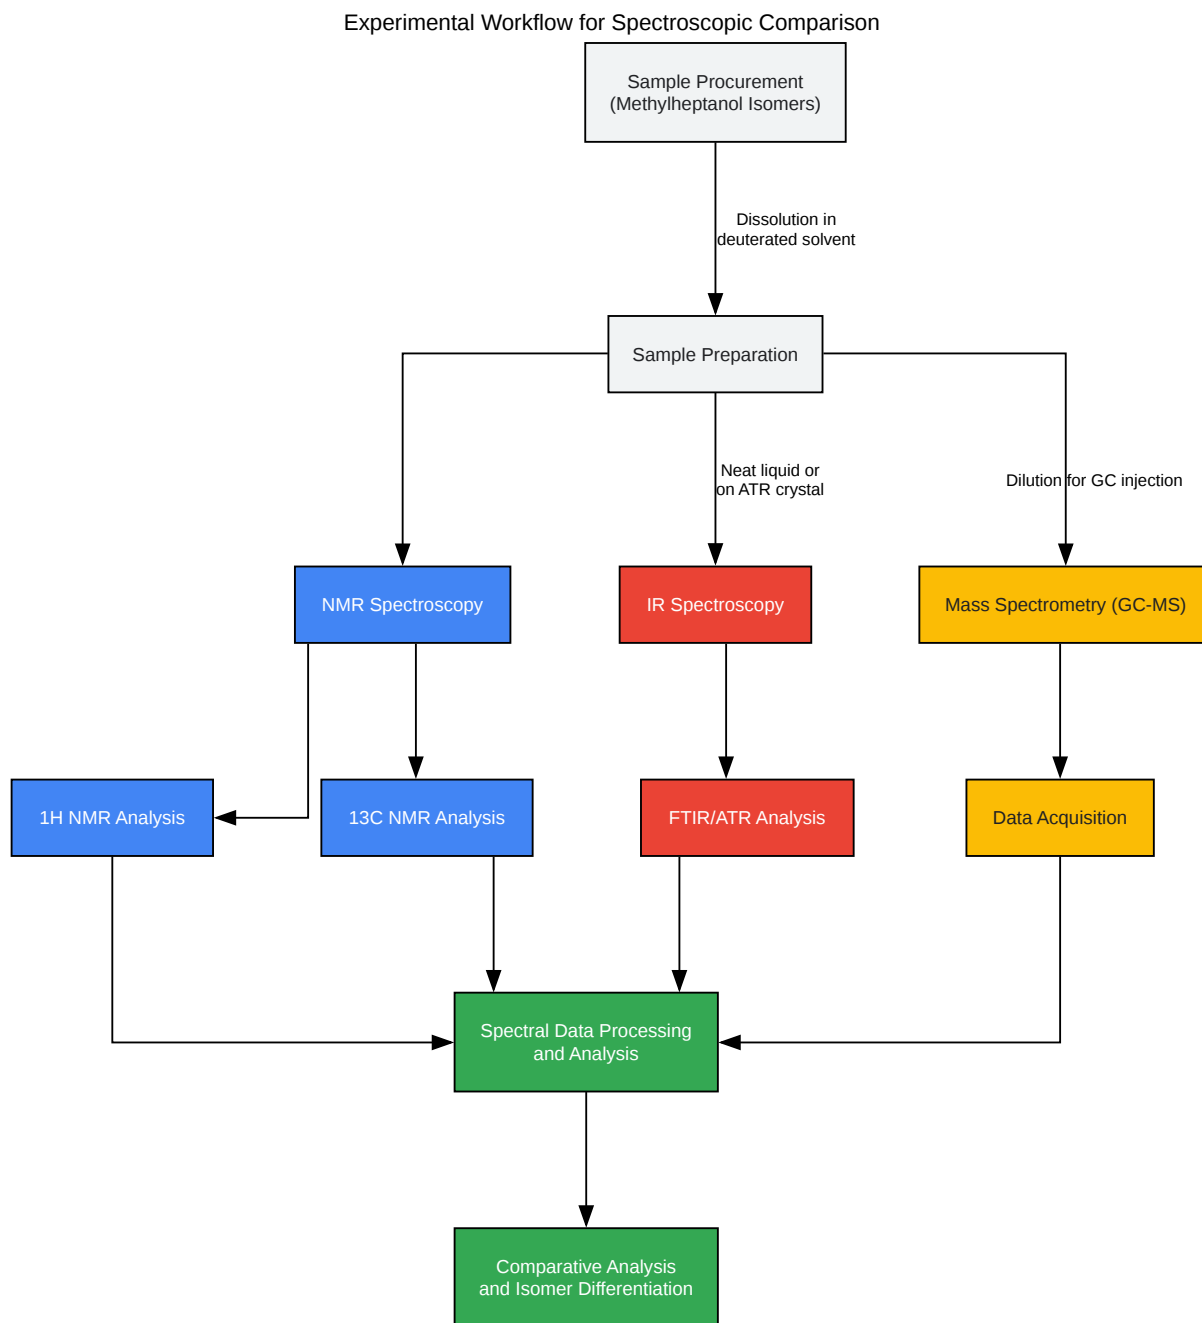 Experimental Workflow for Spectroscopic Comparison
Sample Procurement
(Methylheptanol Isomers)
Dissolution in
deuterated solvent
Sample Preparation
Neat liquid or
on ATR crystal
Dilution for GC injection
NMR Spectroscopy
IR Spectroscopy
Mass Spectrometry (GC-MS)
1H NMR Analysis
13C NMR Analysis
FTIR/ATR Analysis
Data Acquisition
Spectral Data Processing
and Analysis
Comparative Analysis
and Isomer Differentiation